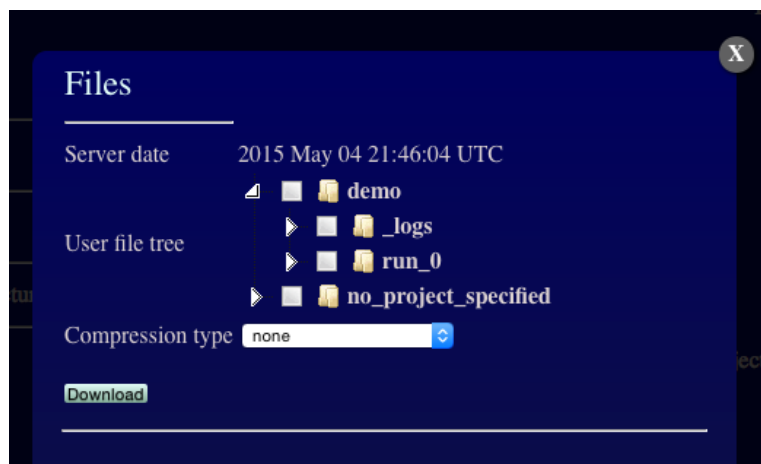 X
Files
Server date 2015 May 04 21:46:04 UTC
demo
_logs
User file tree
run_0
no_project_specified
Compression type none
Download